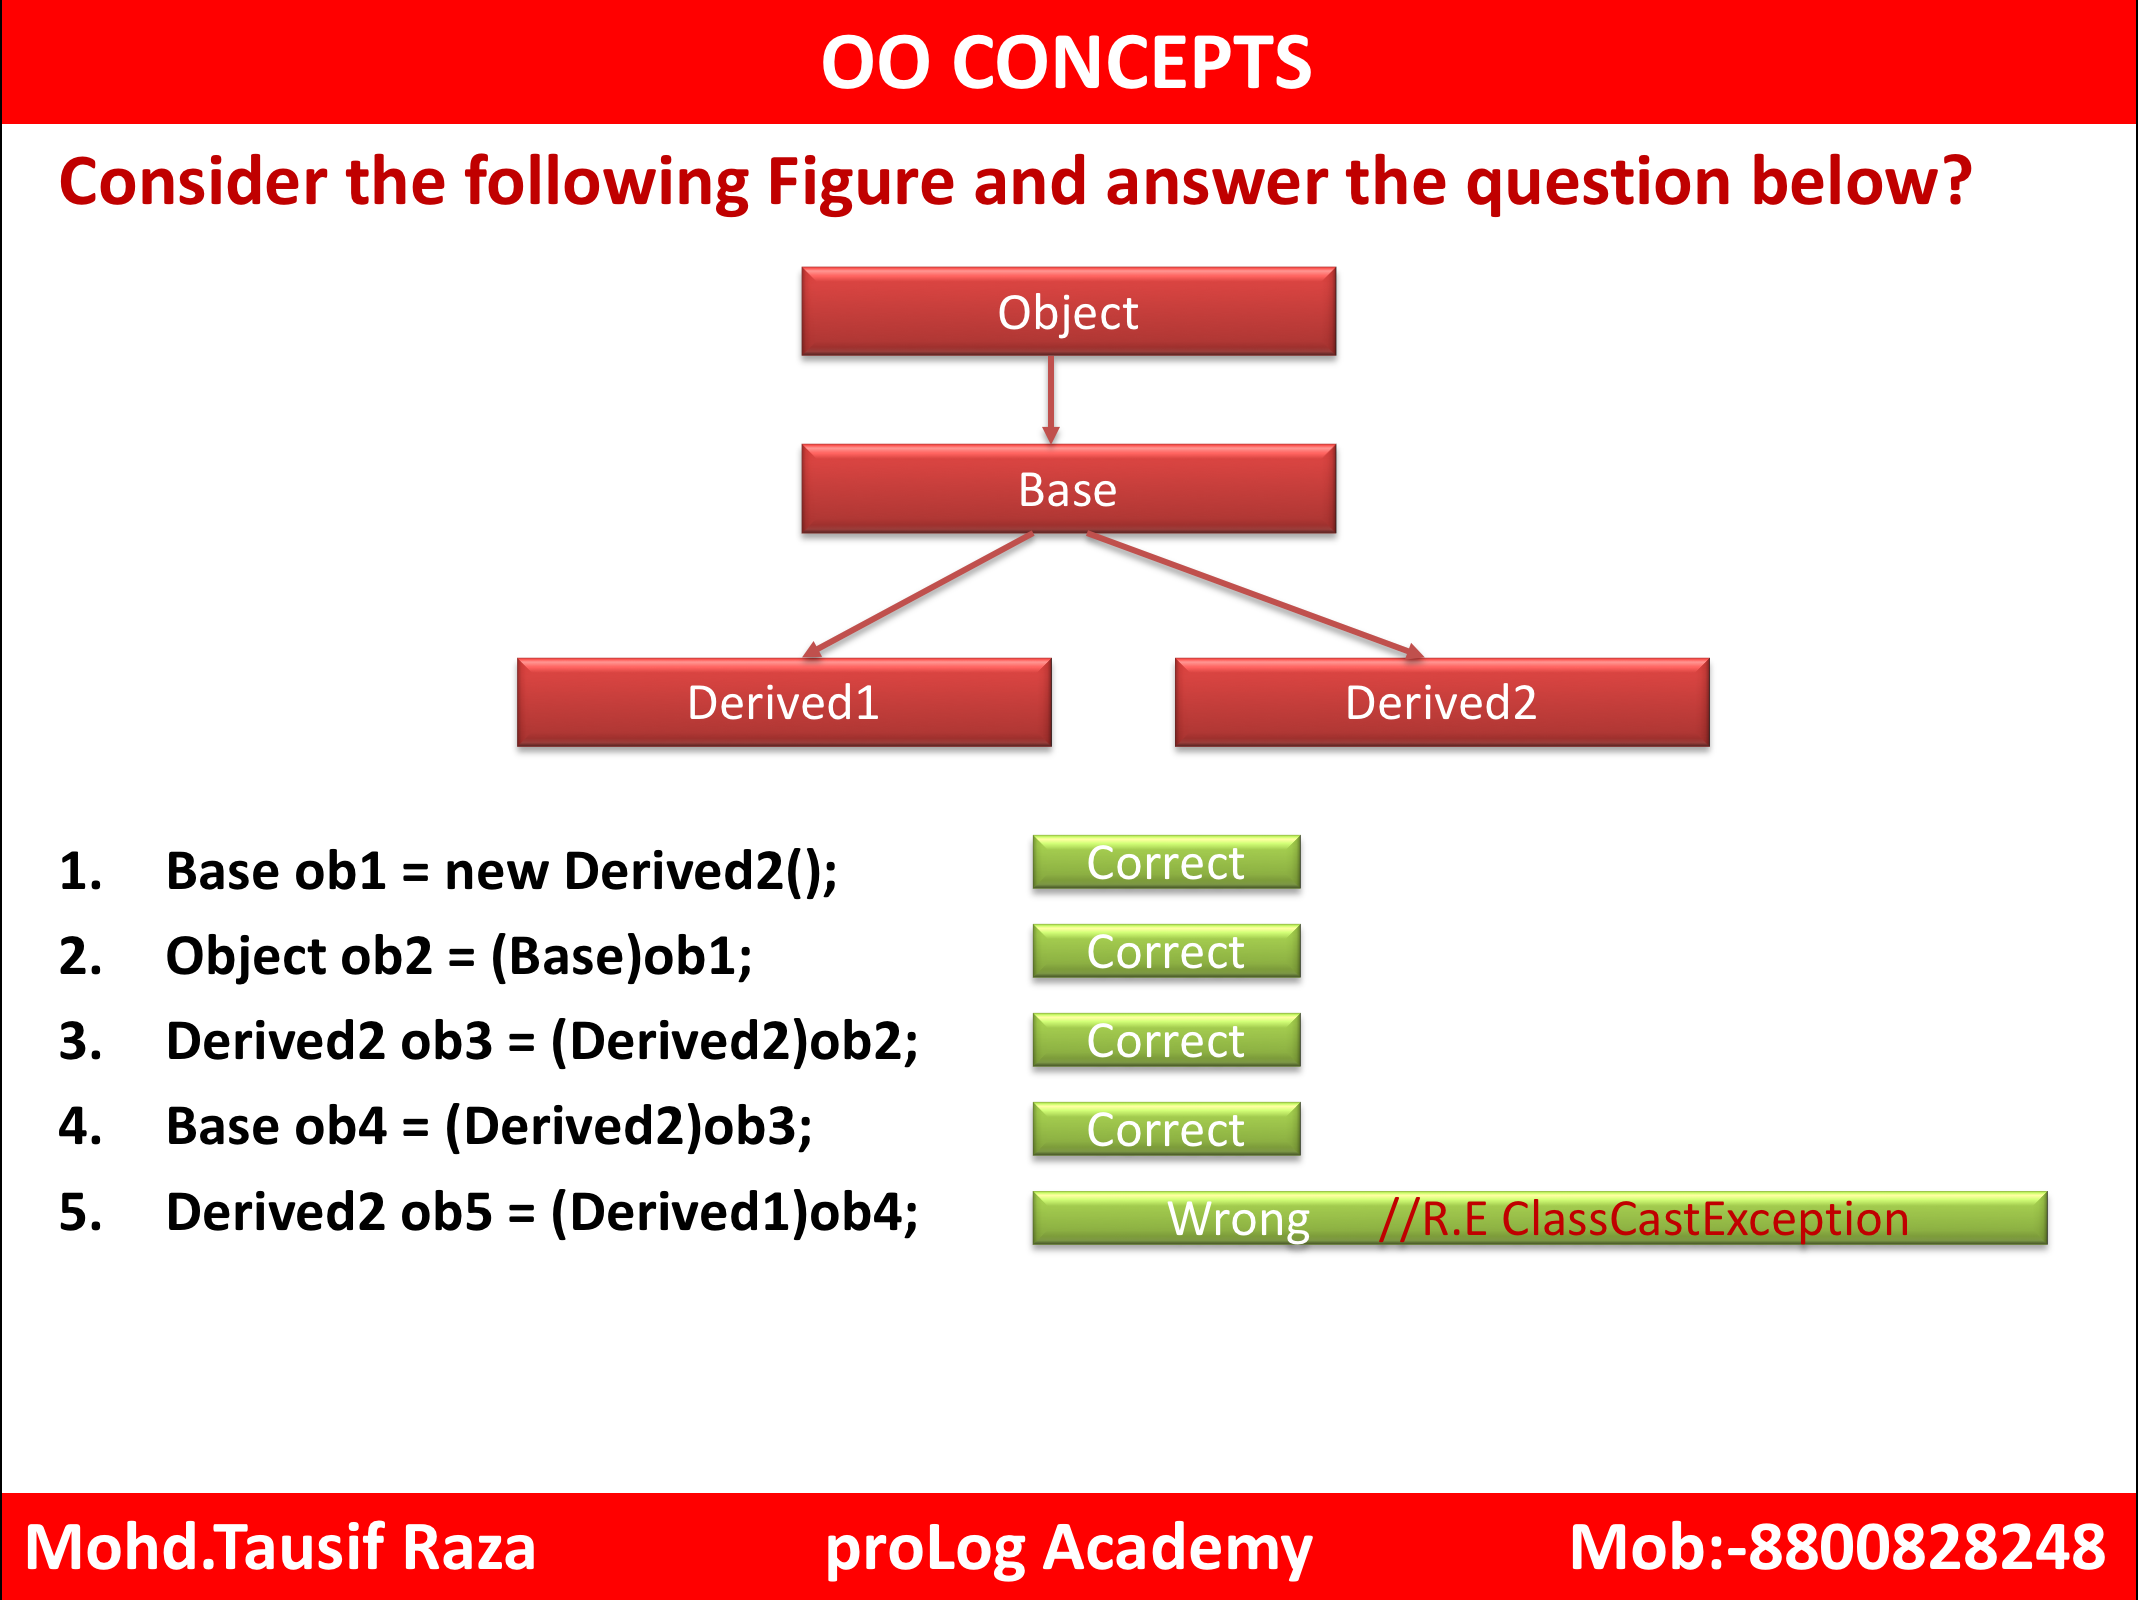 OO CONCEPTS
Consider the following Figure and answer the question below?
Object
Base
Derived1
Derived2
1. Base ob1 = new Derived2(); Correct
2. Object ob2 = (Base)ob1; Correct
3. Derived2 ob3 = (Derived2)ob2; Correct
4. Base ob4 = (Derived2)ob3; Correct
5. Derived2 ob5 = (Derived1)ob4; Wrong //R.E ClassCastException
Mohd.Tausif Raza proLog Academy Mob:-8800828248